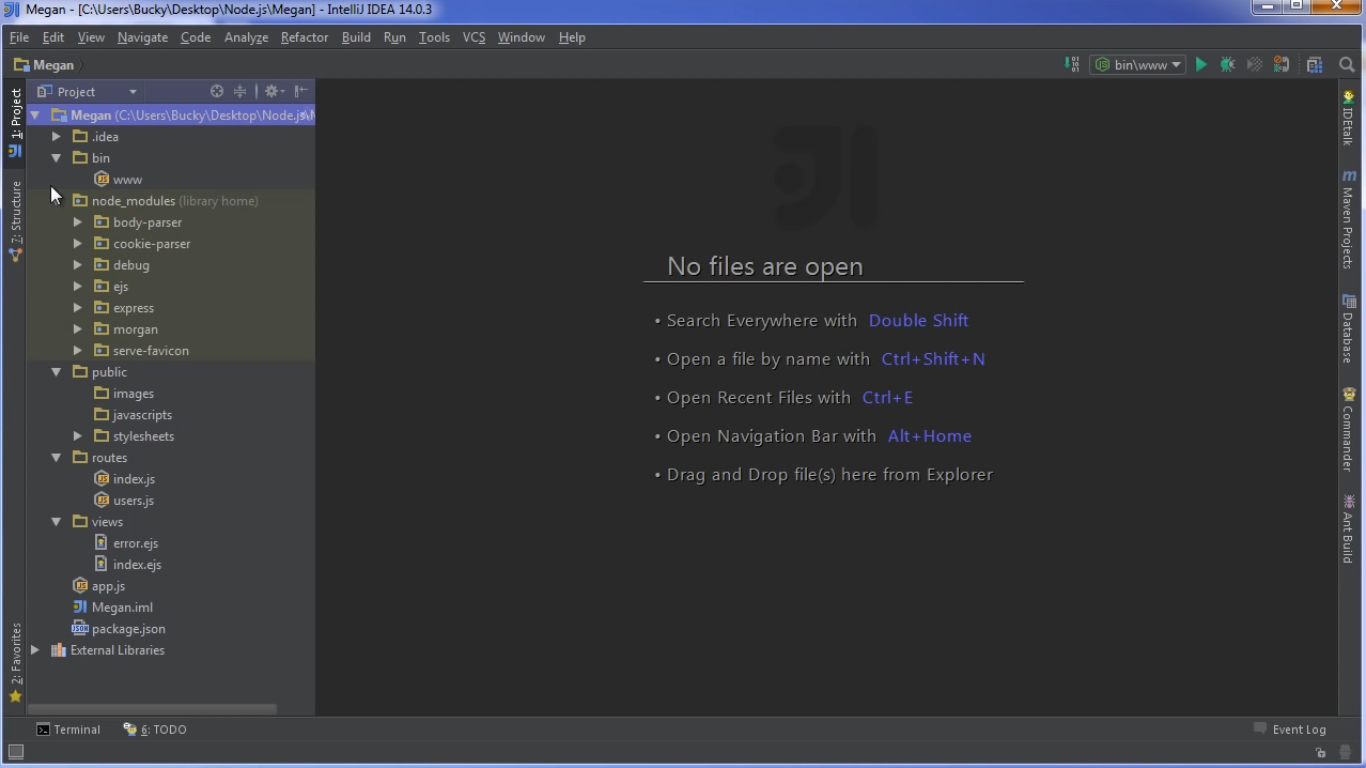 Megan - [C:\Users\Bucky\Desktop\Node.js\Megan] - IntelliJ IDEA 14.0.3
File Edit View Navigate Code Analyze Refactor Build Run Tools VCS Window Help
Megan
bin\www
Project
1: Project
7: Structure
2: Favorites
Megan (C:\Users\Bucky\Desktop\Node.js\
.idea
bin
www
node_modules (library home)
body-parser
cookie-parser
debug
ejs
express
morgan
serve-favicon
public
images
javascripts
stylesheets
routes
index.js
users.js
views
error.ejs
index.ejs
app.js
Megan.iml
package.json
External Libraries
No files are open
• Search Everywhere with Double Shift
• Open a file by name with Ctrl+Shift+N
• Open Recent Files with Ctrl+E
• Open Navigation Bar with Alt+Home
• Drag and Drop file(s) here from Explorer
IDEtalk
Maven Projects
Database
Commander
Ant Build
Terminal
6: TODO
Event Log